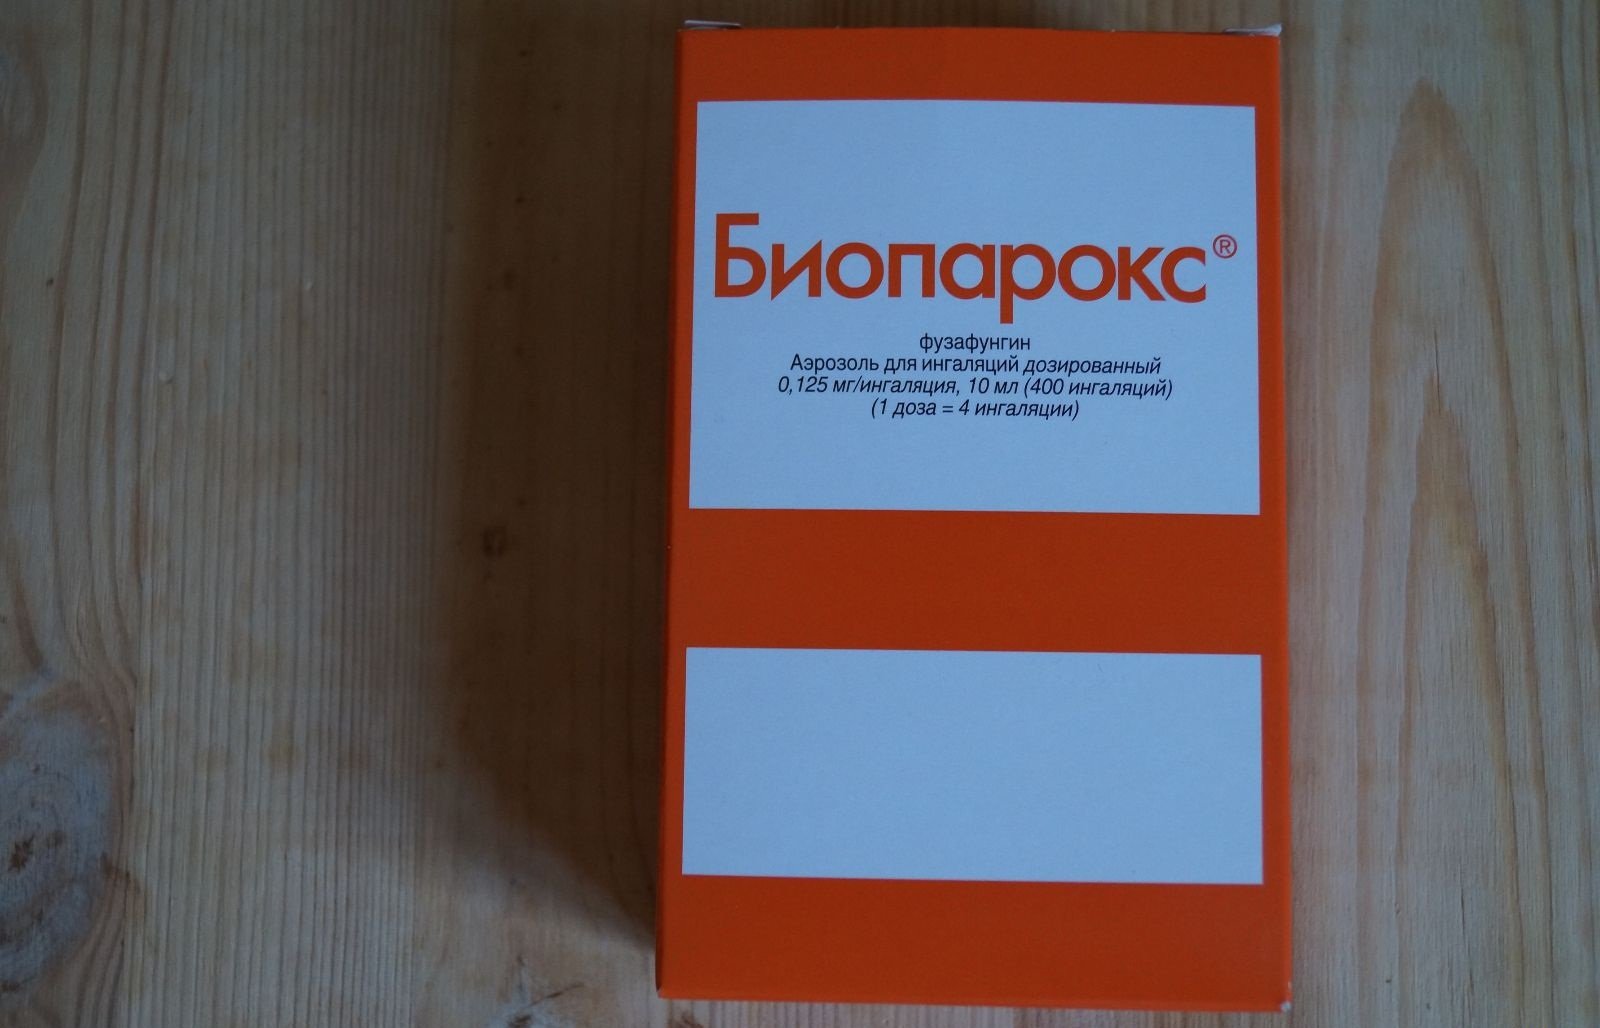 Биопарокс®
фузафунгин
Аэрозоль для ингаляций дозированный
0,125 мг/ингаляция, 10 мл (400 ингаляций)
(1 доза = 4 ингаляции)